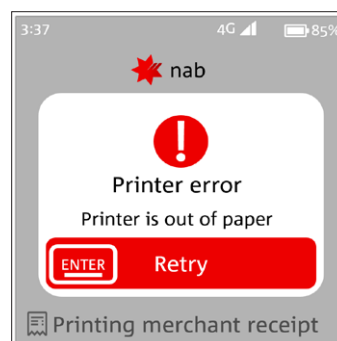 3:37 4G 85%
nab
Printer error
Printer is out of paper
ENTER Retry
Printing merchant receipt